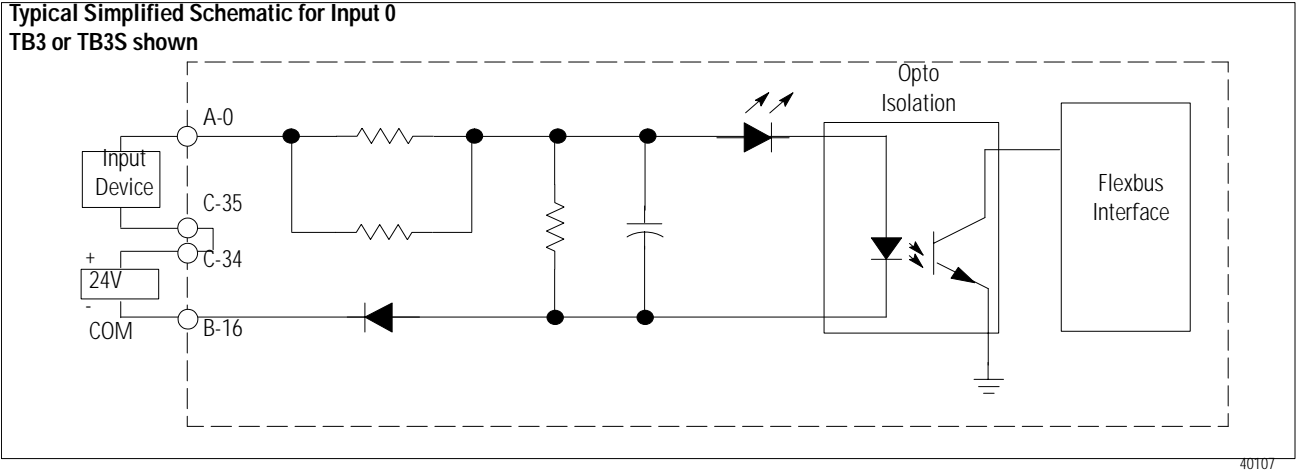 Typical Simplified Schematic for Input 0
TB3 or TB3S shown
Opto
Isolation
A-0
Input
Device
C-35
Flexbus
Interface
C-34
+
24V
-
COM
B-16
40107